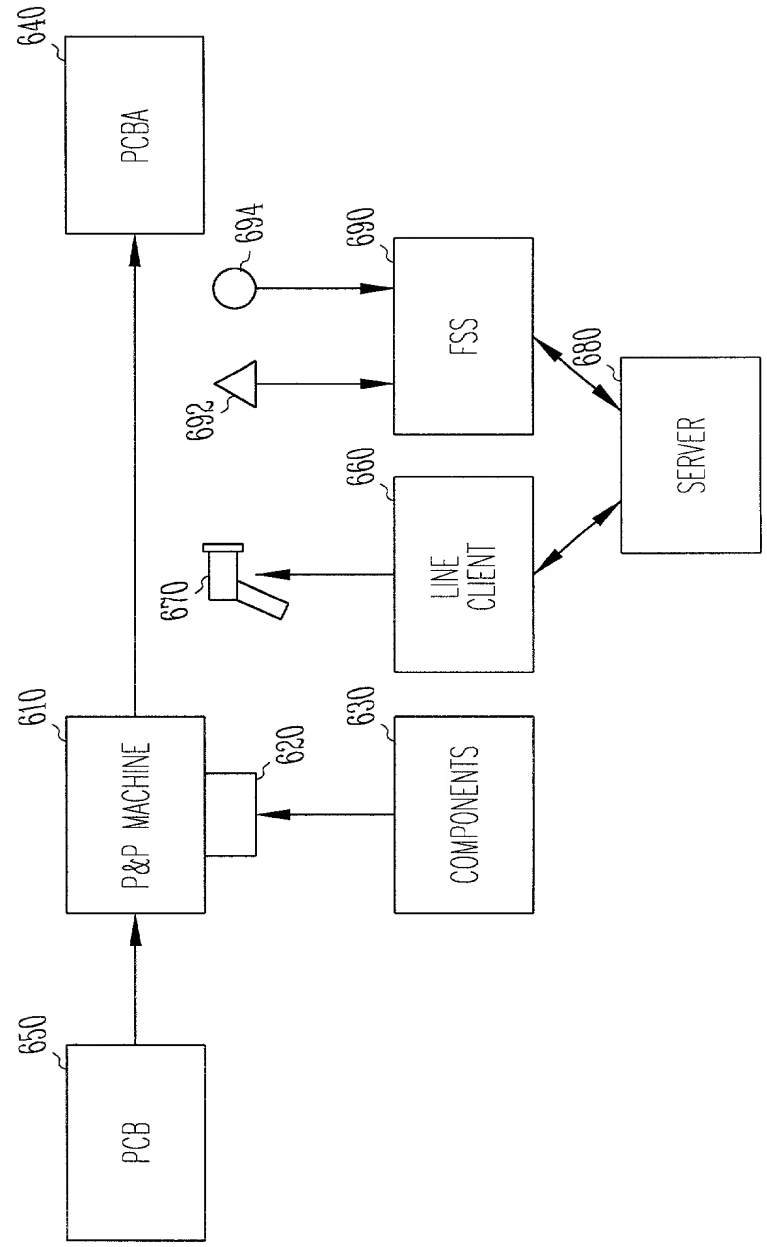 650
PCB
610
P&P MACHINE
620
640
PCBA
630
COMPONENTS
670
660
LINE
CLIENT
692
694
690
FSS
680
SERVER